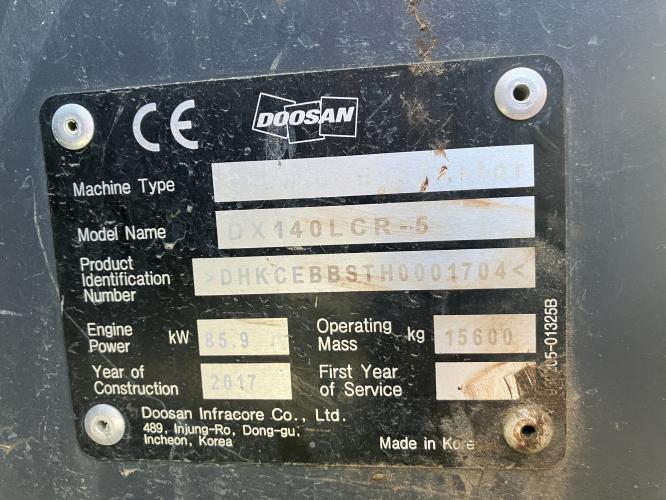 CE DOOSAN
Machine Type
Model Name DX140LCR-5
Product
Identification
Number >DHKCEBBSTH0001704<
Engine
Power kW 85.9 Operating
Mass kg 15600
Year of
Construction 2017 First Year
of Service
Doosan Infracore Co., Ltd.
489, Injung-Ro, Dong-gu,
Incheon, Korea
Made in